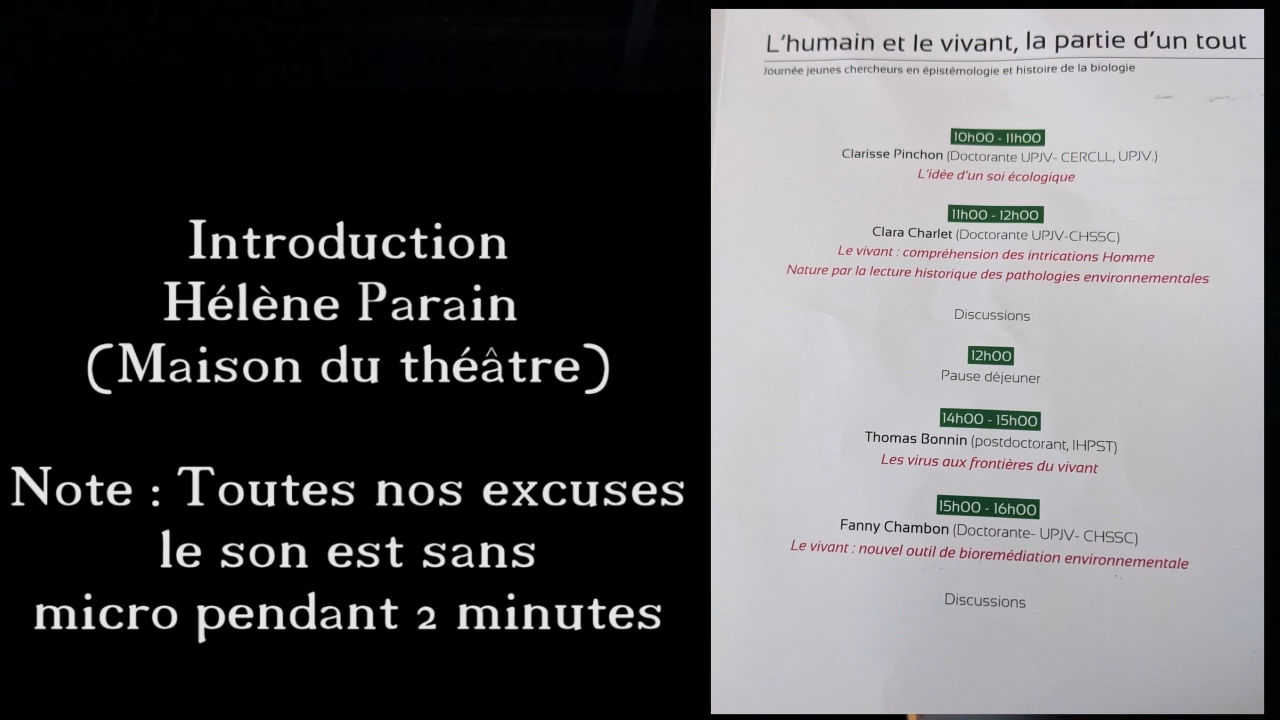 Introduction
Hélène Parain
(Maison du théâtre)
Note : Toutes nos excuses
le son est sans
micro pendant 2 minutes
L'humain et le vivant, la partie d'un tout
Journée jeunes chercheurs en épistémologie et histoire de la biologie
10h00 - 11h00
Clarisse Pinchon (Doctorante UPJV- CERCLL, UPJV.)
L'idée d'un soi écologique
11h00 - 12h00
Clara Charlet (Doctorante UPJV-CHSSC)
Le vivant : compréhension des intrications Homme
Nature par la lecture historique des pathologies environnementales
Discussions
12h00
Pause déjeuner
14h00 - 15h00
Thomas Bonnin (postdoctorant, IHPST)
Les virus aux frontières du vivant
15h00 - 16h00
Fanny Chambon (Doctorante- UPJV- CHSSC)
Le vivant : nouvel outil de bioremédiation environnementale
Discussions